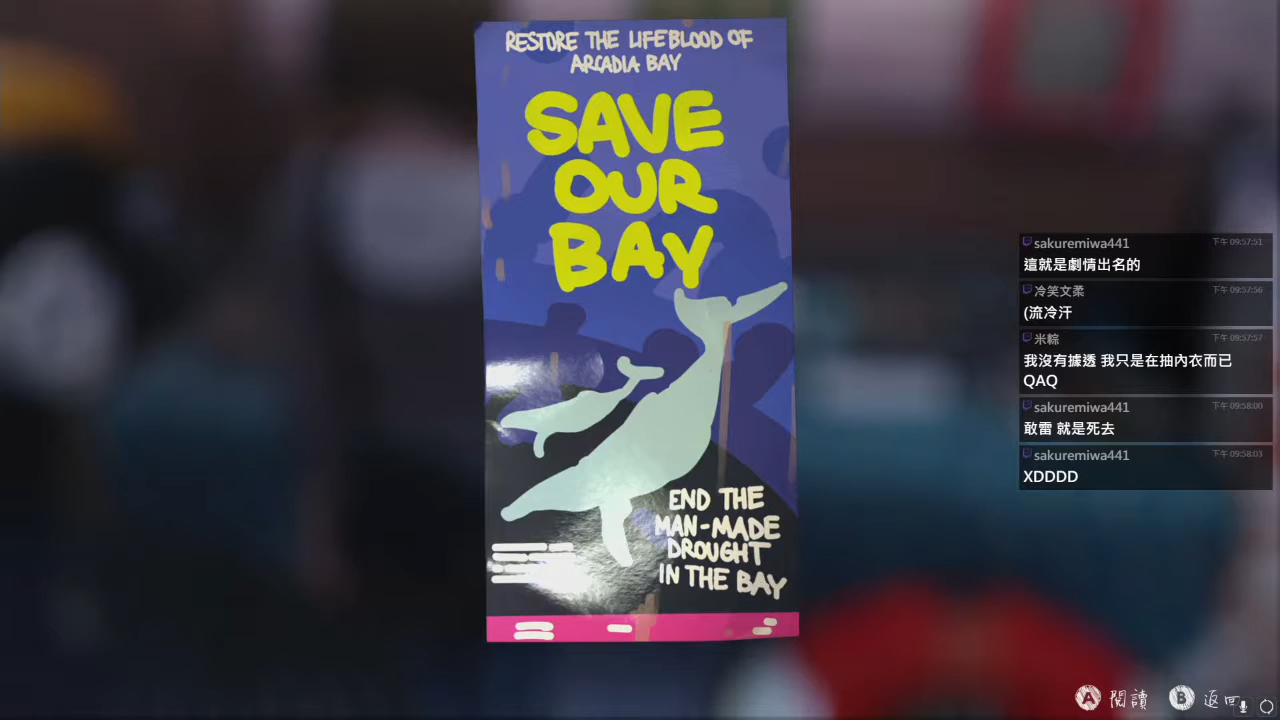 RESTORE THE LIFEBLOOD OF
ARCADIA BAY
SAVE
OUR
BAY
END THE
MAN-MADE
DROUGHT
IN THE BAY
sakuremiwa441 下午 09:57:51
這就是劇情出名的
冷笑文柔 下午 09:57:56
(流冷汗
米粽 下午 09:57:57
我沒有據透 我只是在抽內衣而已
QAQ
sakuremiwa441 下午 09:58:00
敢雷 就是死去
sakuremiwa441 下午 09:58:03
XDDDD
A 閱讀 B 返回